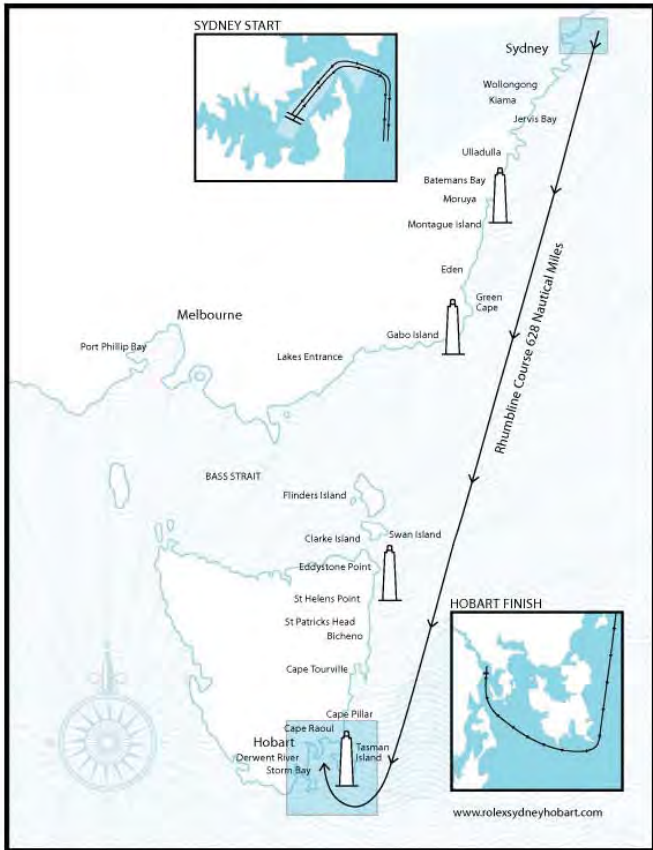 SYDNEY START
Sydney
Wollongong
Kiama
Jervis Bay
Ulladulla
Batemans Bay
Moruya
Montague Island
Eden
Green
Cape
Gabo Island
Rhumbline Course 628 Nautical Miles
Melbourne
Port Phillip Bay
Lakes Entrance
BASS STRAIT
Flinders Island
Clarke Island
Swan Island
Eddystone Point
St Helens Point
St Patricks Head
Bicheno
Cape Tourville
Cape Pillar
Cape Raoul
Hobart
Tasman
Island
Derwent River
Storm Bay
HOBART FINISH
www.rolexsydneyhobart.com